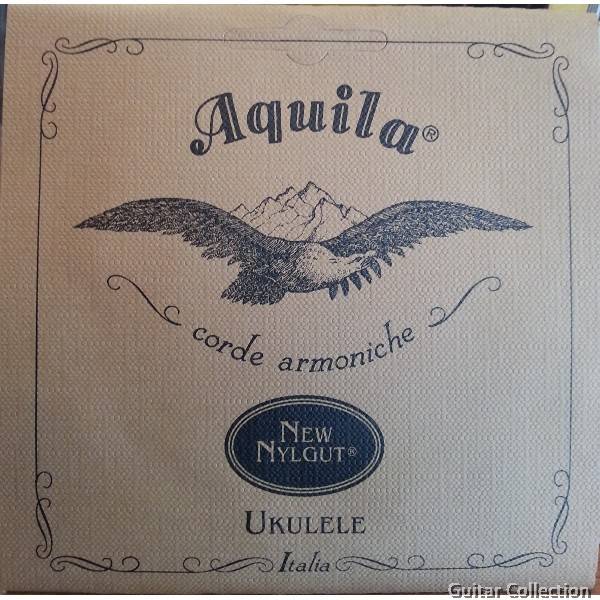 Aquila®
corde armoniche
NEW
NYLGUT®
UKULELE
Italia
Guitar Collection